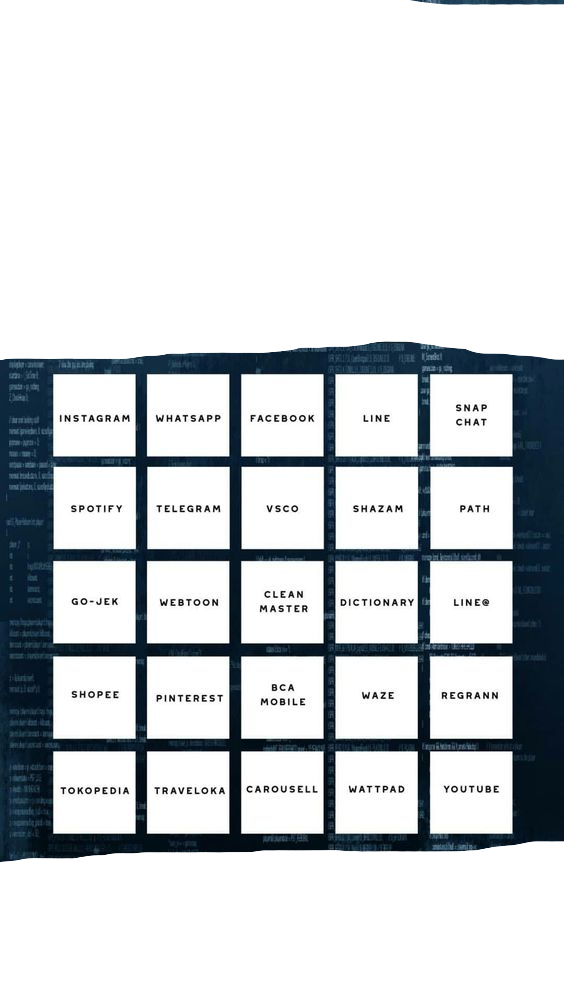 INSTAGRAM
WHATSAPP
FACEBOOK
LINE
SNAP
CHAT
SPOTIFY
TELEGRAM
VSCO
SHAZAM
PATH
GO-JEK
WEBTOON
CLEAN
MASTER
DICTIONARY
LINE@
SHOPEE
PINTEREST
BCA
MOBILE
WAZE
REGRANN
TOKOPEDIA
TRAVELOKA
CAROUSELL
WATTPAD
YOUTUBE